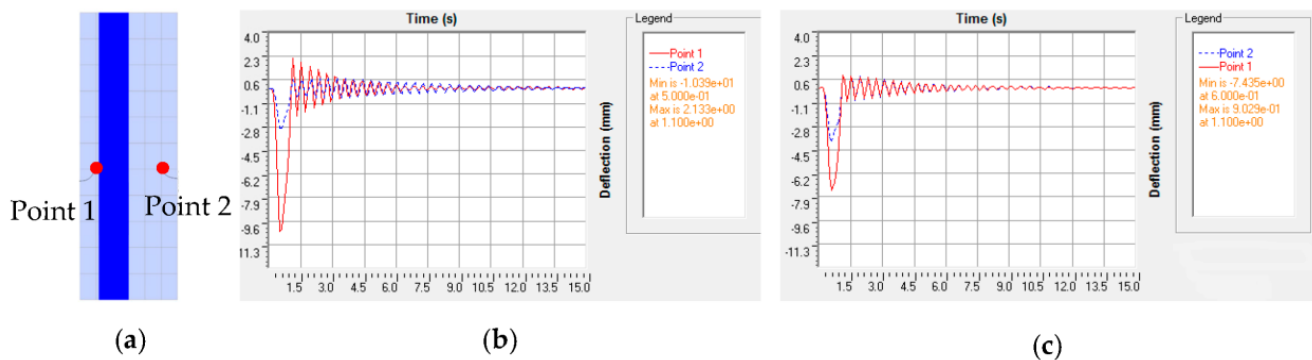 Point 1
Point 2
(a)
Time (s)
4.0
2.3
0.6
-1.1
-2.8
-4.5
-6.2
-7.9
-9.6
11.3
1.5 3.0 4.5 6.0 7.5 9.0 10.5 12.0 13.5 15.0
Deflection (mm)
Legend
Point 1
Point 2
Min is -1.039e+01
at 5.000e-01
Max is 2.133e+00
at 1.100e+00
(b)
Time (s)
4.0
2.3
0.6
-1.1
-2.8
-4.5
-6.2
-7.9
-9.6
-11.3
1.5 3.0 4.5 6.0 7.5 9.0 10.5 12.0 13.5 15.0
Deflection (mm)
Legend
Point 2
Point 1
Min is -7.435e+00
at 6.000e-01
Max is 9.029e-01
at 1.100e+00
(c)